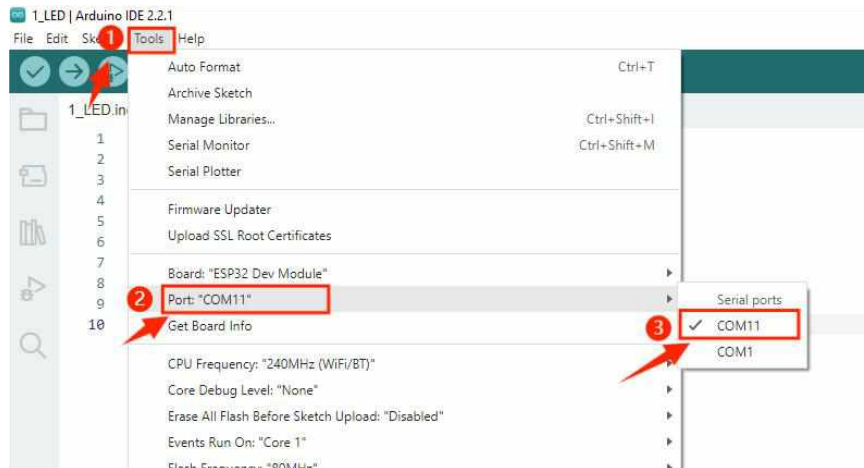 1_LED | Arduino IDE 2.2.1
File Edit Tools Help
1
Auto Format Ctrl+T
Archive Sketch
1_LED.in
Manage Libraries... Ctrl+Shift+I
1
Serial Monitor Ctrl+Shift+M
2
Serial Plotter
3
4
Firmware Updater
5
Upload SSL Root Certificates
6
7
Board: "ESP32 Dev Module"
8
2 Port: "COM11" Serial ports
9
10 Get Board Info 3 ✓ COM11
COM1
CPU Frequency: "240MHz (WiFi/BT)"
Core Debug Level: "None"
Erase All Flash Before Sketch Upload: "Disabled"
Events Run On: "Core 1"
Flash Frequency: "80MHz"